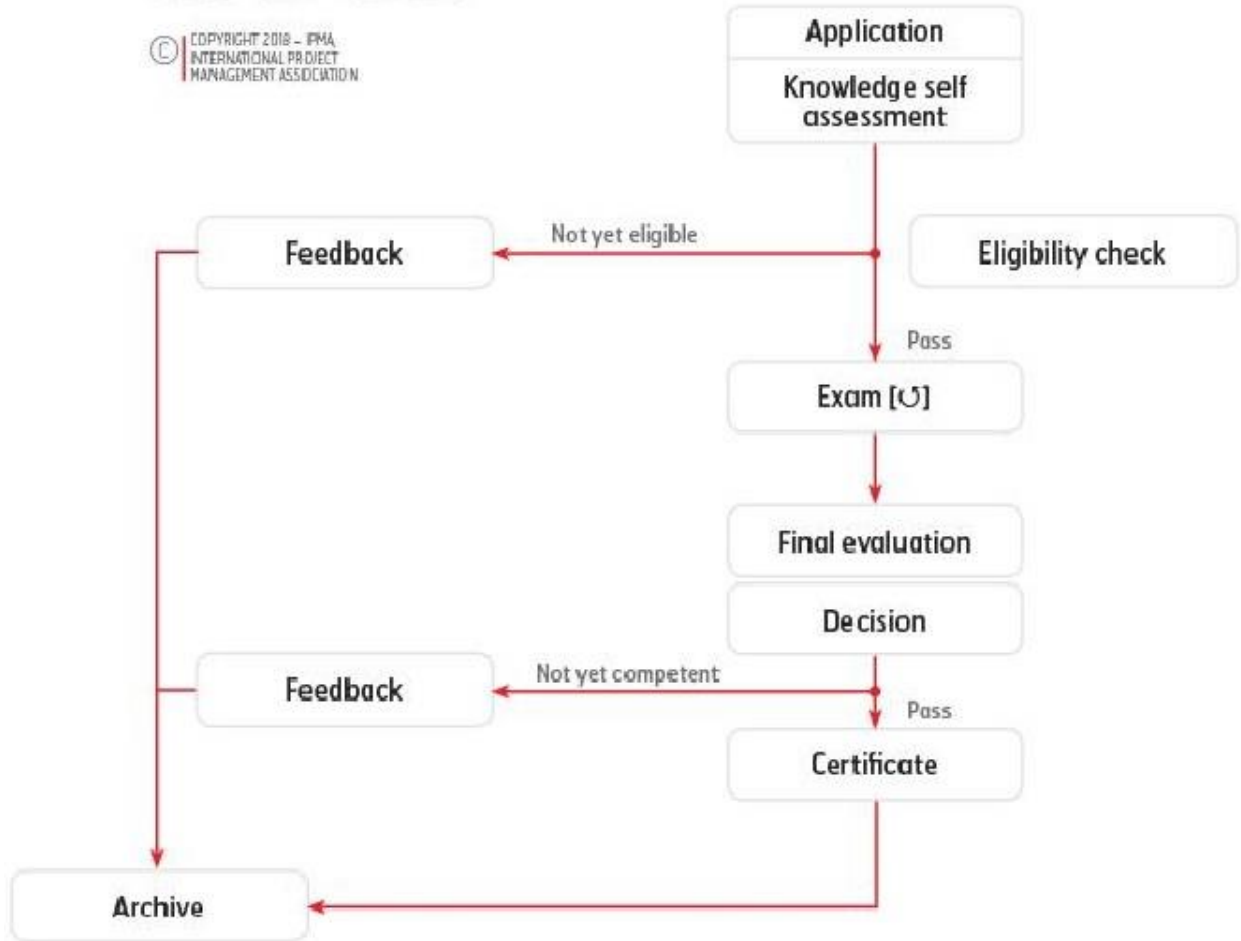 ©
COPYRIGHT 2018 – IPMA,
INTERNATIONAL PROJECT
MANAGEMENT ASSOCIATION
Application
Knowledge self
assessment
Not yet eligible
Feedback
Eligibility check
Pass
Exam [↺]
Final evaluation
Decision
Not yet competent
Feedback
Pass
Certificate
Archive